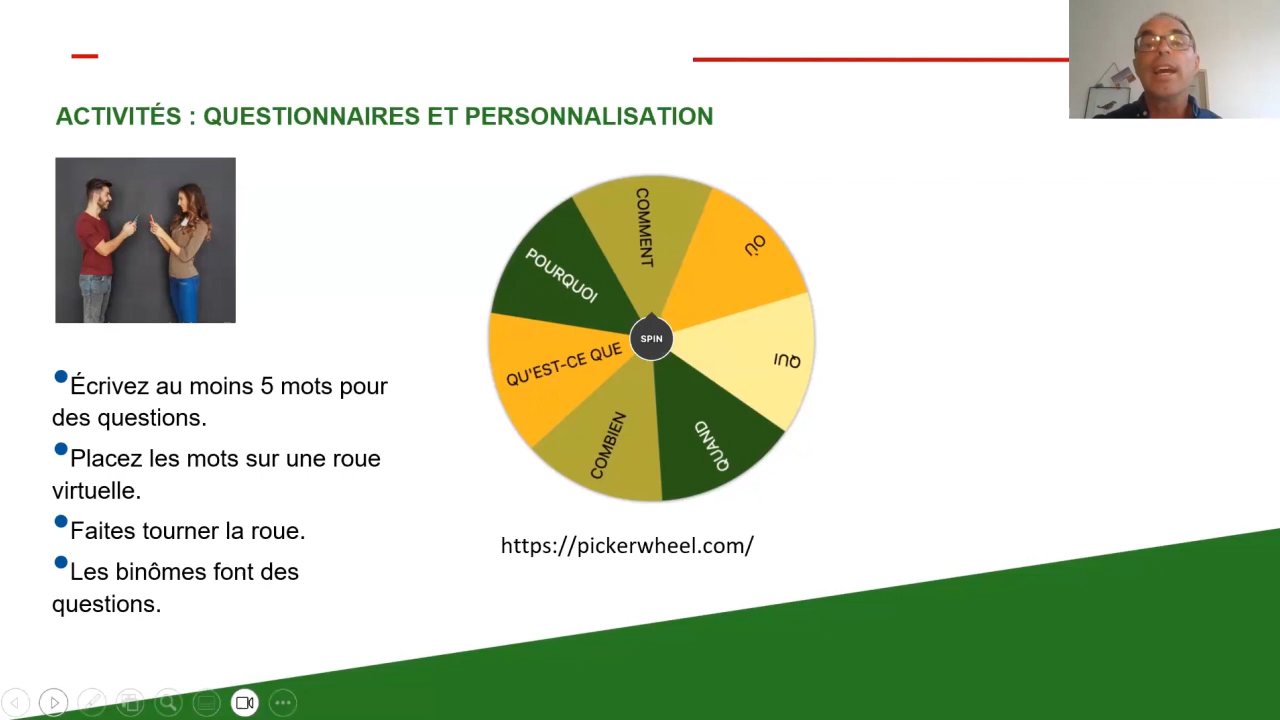 ACTIVITÉS : QUESTIONNAIRES ET PERSONNALISATION
COMMENT
OÙ
POURQUOI
SPIN
QU'EST-CE QUE
QUI
COMBIEN
QUAND
•Écrivez au moins 5 mots pour
des questions.
•Placez les mots sur une roue
virtuelle.
•Faites tourner la roue.
•Les binômes font des
questions.
https://pickerwheel.com/